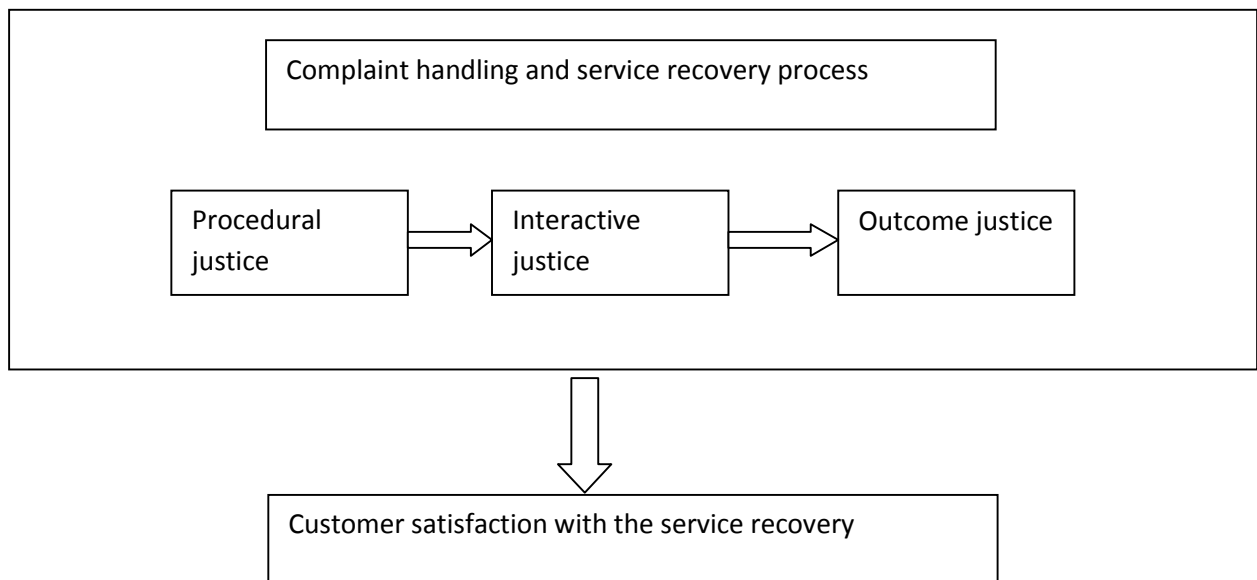 Complaint handling and service recovery process
Procedural
justice
Interactive
justice
Outcome justice
Customer satisfaction with the service recovery